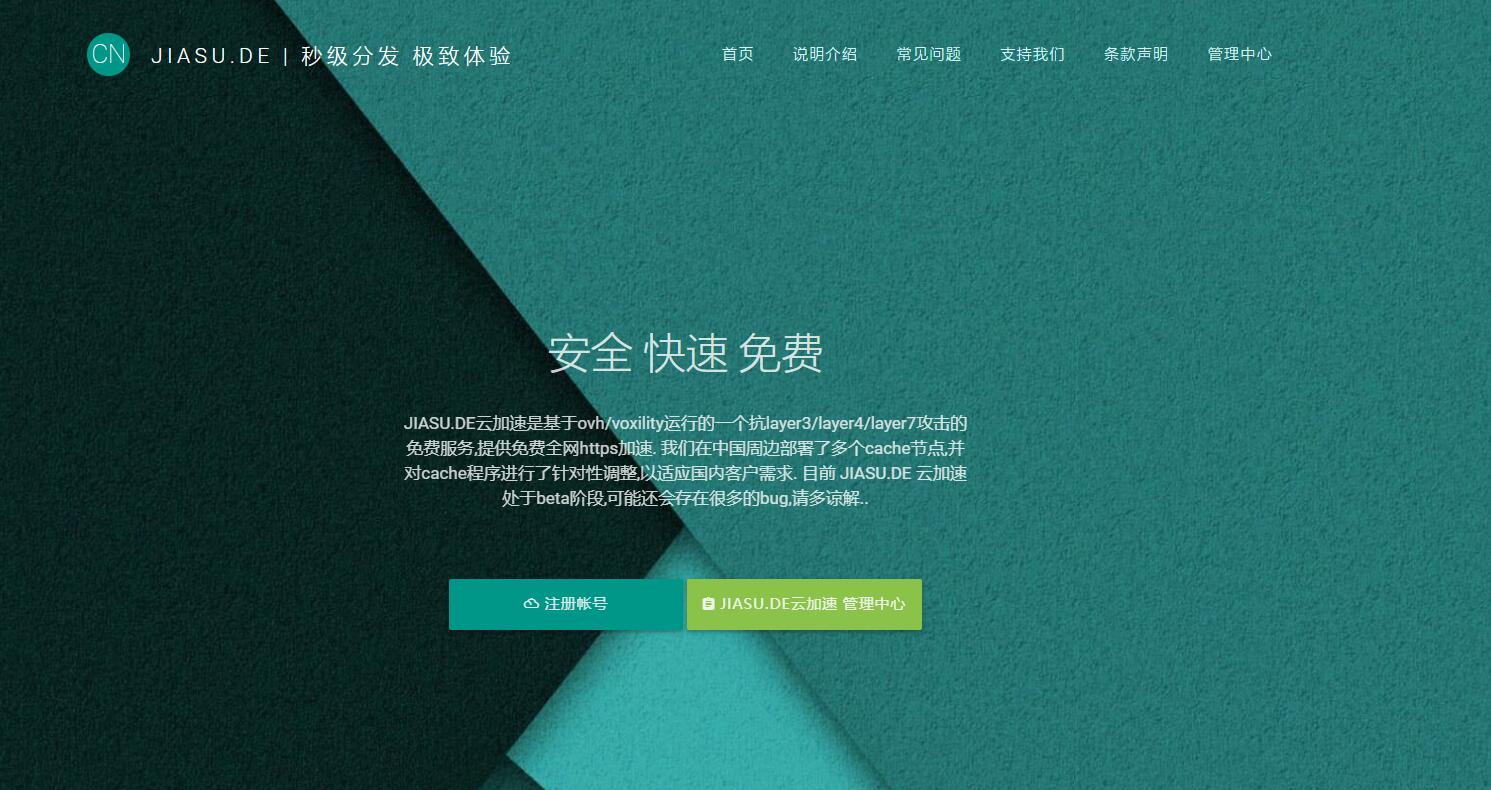 CN JIASU.DE | 秒级分发 极致体验 首页 说明介绍 常见问题 支持我们 条款声明 管理中心
安全 快速 免费
JIASU.DE云加速是基于ovh/voxility运行的一个抗layer3/layer4/layer7攻击的
免费服务,提供免费全网https加速. 我们在中国周边部署了多个cache节点,并
对cache程序进行了针对性调整,以适应国内客户需求. 目前 JIASU.DE 云加速
处于beta阶段,可能还会存在很多的bug,请多谅解..
注册帐号 JIASU.DE云加速 管理中心